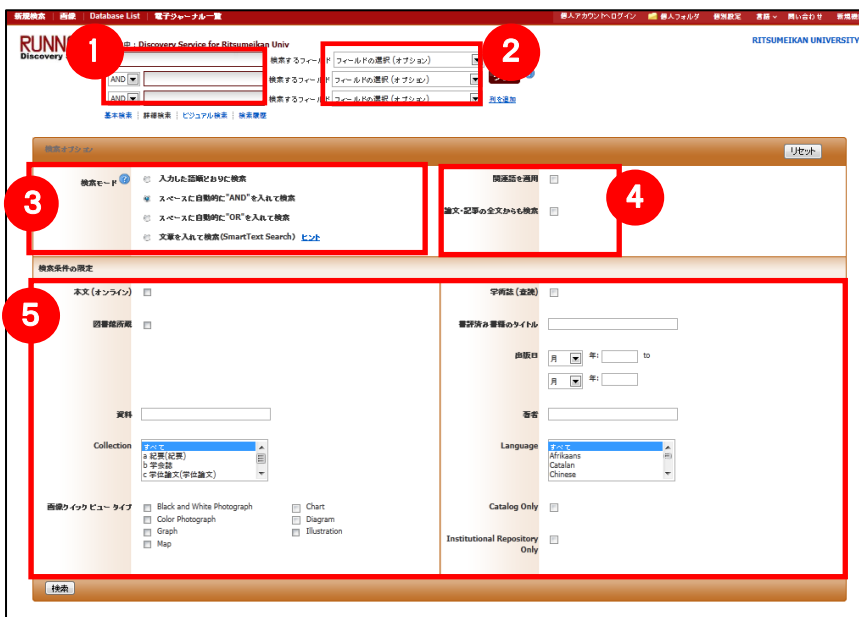 新規検索 画像 Database List 電子ジャーナル一覧 個人アカウントへログイン 個人フォルダ 個別設定 言語 問い合わせ 新規機
RUNN
Discovery
1
中: Discovery Service for Ritsumeikan Univ
2
RITSUMEIKAN UNIVERSITY
検索するフィールド フィールドの選択 (オプション)
AND 検索するフィールド フィールドの選択 (オプション)
AND 検索するフィールド フィールドの選択 (オプション) 列を追加
基本検索 詳細検索 ビジュアル検索 検索履歴
検索オプション リセット
3
検索モード
入力した語順どおりに検索
スペースに自動的に"AND"を入れて検索
スペースに自動的に"OR"を入れて検索
文章を入れて検索(SmartText Search) ヒント
関連語を適用
4
論文・記事の全文からも検索
検索条件の限定
5
本文(オンライン)
図書館所蔵
資料
Collection すべて
a 紀要(紀要)
b 学会誌
c 学位論文(学位論文)
画像クイック ビュー タイプ
Black and White Photograph Chart
Color Photograph Diagram
Graph Illustration
Map
学術誌(査読)
書評済み書籍のタイトル
出版日 月 年: to
月 年:
著者
Language すべて
Afrikaans
Catalan
Chinese
Catalog Only
Institutional Repository
Only
検索